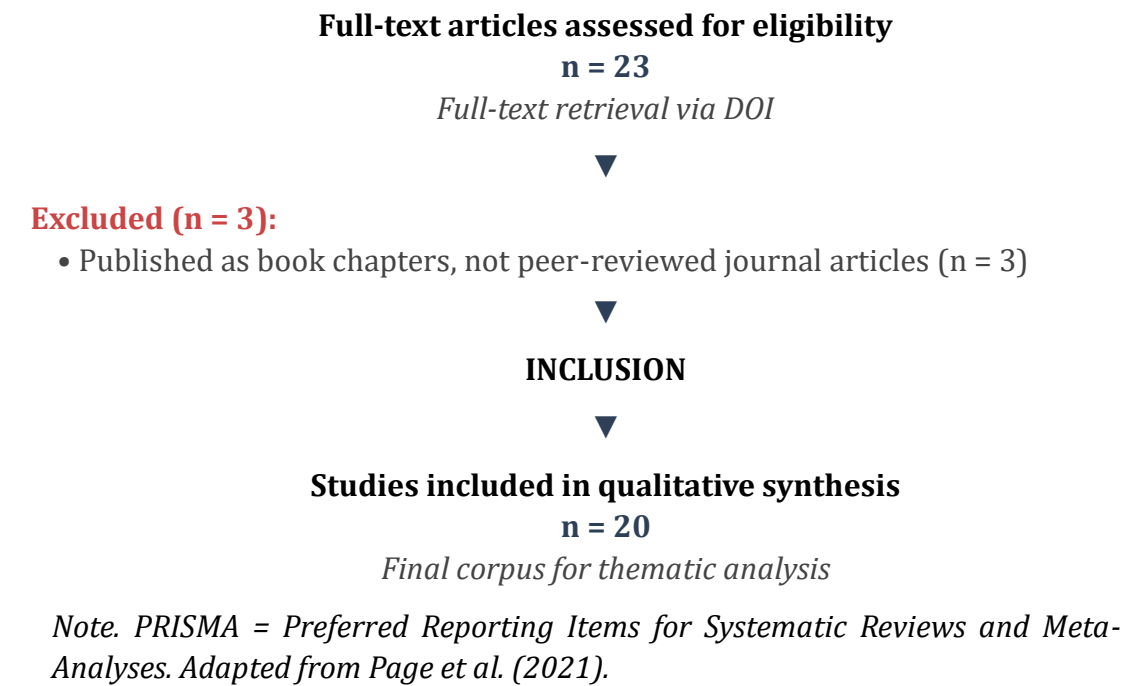 Full-text articles assessed for eligibility
n = 23
Full-text retrieval via DOI
▼
Excluded (n = 3):
• Published as book chapters, not peer-reviewed journal articles (n = 3)
▼
INCLUSION
▼
Studies included in qualitative synthesis
n = 20
Final corpus for thematic analysis
Note. PRISMA = Preferred Reporting Items for Systematic Reviews and Meta-
Analyses. Adapted from Page et al. (2021).